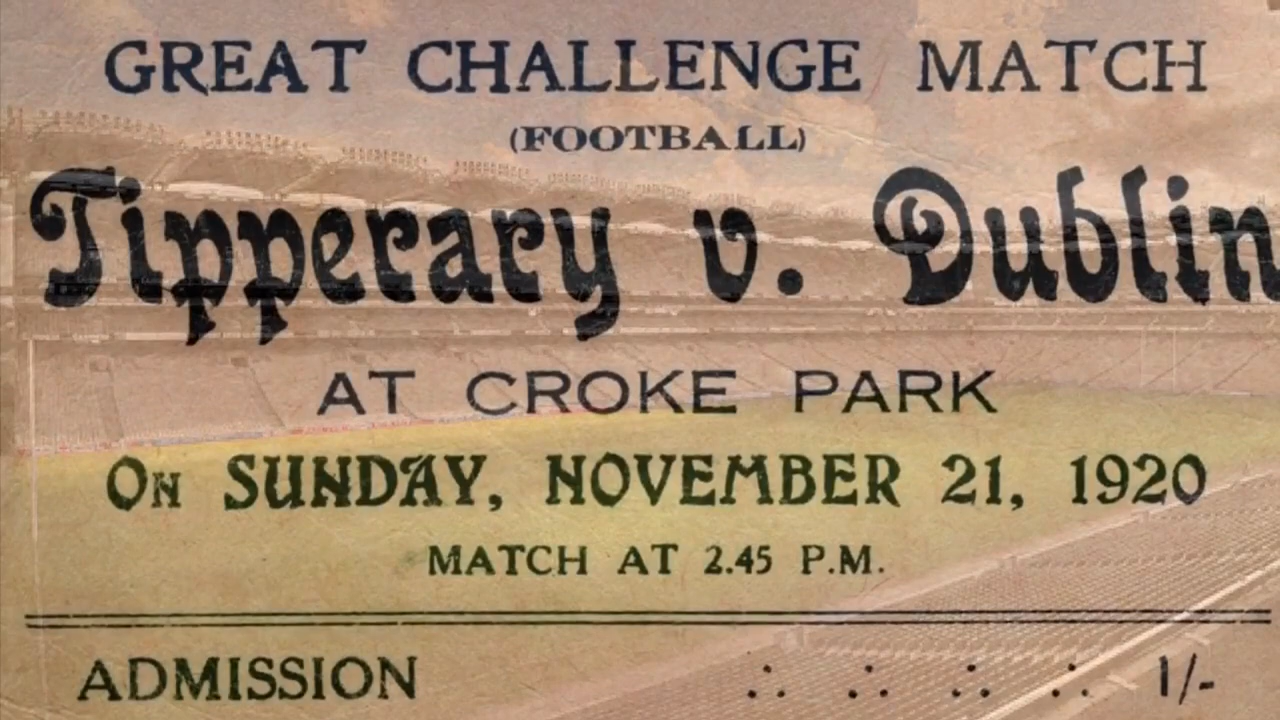 GREAT CHALLENGE MATCH
(FOOTBALL)
Tipperary v. Dublin
AT CROKE PARK
On SUNDAY, NOVEMBER 21, 1920
MATCH AT 2.45 P.M.
ADMISSION .·. .·. .·. .·. 1/-